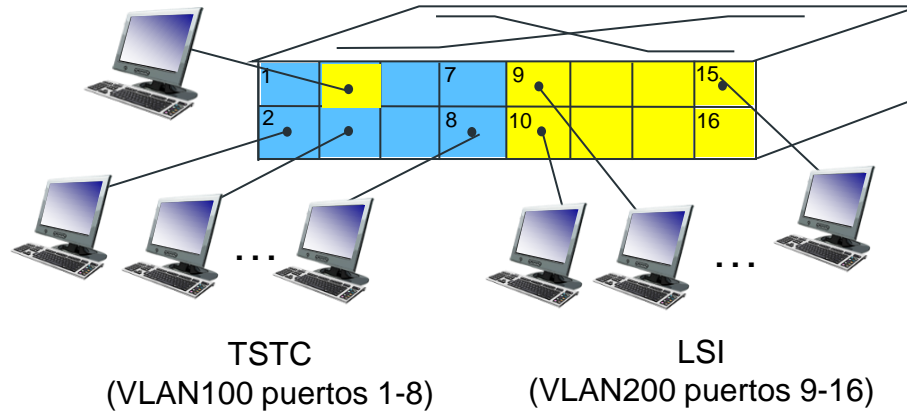 1 7 9 15
2 8 10 16
... ...
TSTC
(VLAN100 puertos 1-8)
LSI
(VLAN200 puertos 9-16)